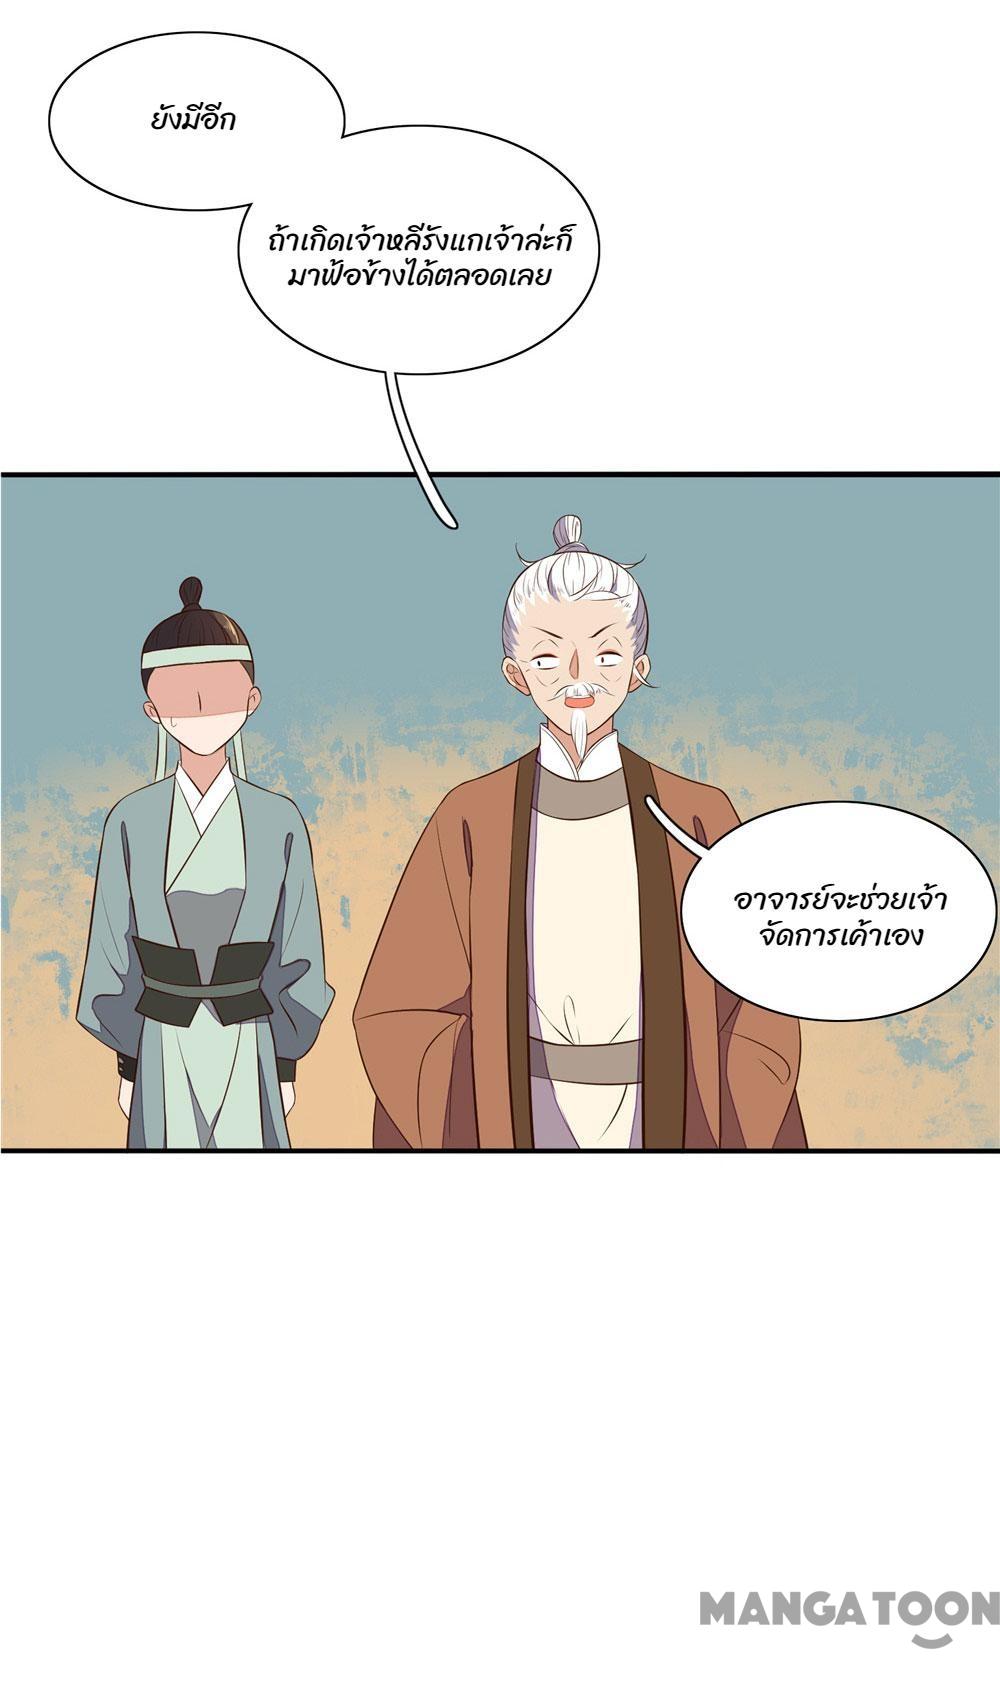 ยังมีอีก
ถ้าเกิดเจ้าหลีรังแกเจ้าล่ะก็
มาฟ้อข้างได้ตลอดเลย
อาจารย์จะช่วยเจ้า
จัดการเค้าเอง
MANGATOON